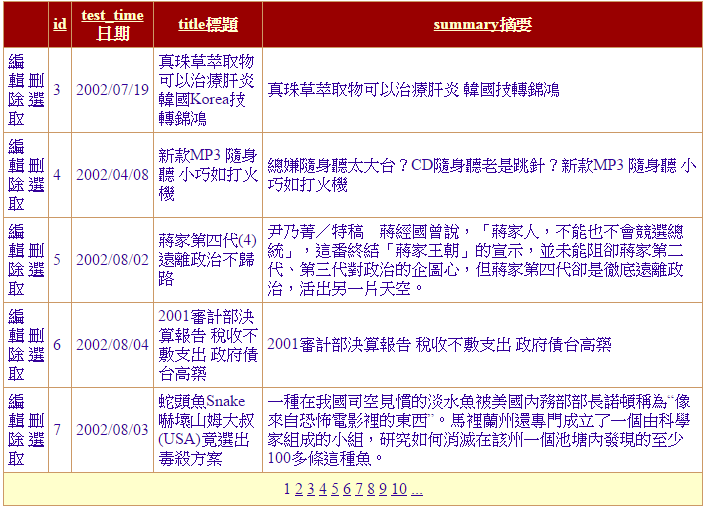 id test_time日期 title標題 summary摘要
編輯 刪除 選取 3 2002/07/19 真珠草萃取物可以治療肝炎 韓國Korea技轉錦鴻 真珠草萃取物可以治療肝炎 韓國技轉錦鴻
編輯 刪除 選取 4 2002/04/08 新款MP3 隨身聽 小巧如打火機 總嫌隨身聽太大台？CD隨身聽老是跳針？新款MP3 隨身聽 小巧如打火機
編輯 刪除 選取 5 2002/08/02 蔣家第四代(4)遠離政治不歸路 尹乃菁／特稿　蔣經國曾說，「蔣家人，不能也不會競選總統」，這番終結「蔣家王朝」的宣示，並未能阻卻蔣家第二代、第三代對政治的企圖心，但蔣家第四代卻是徹底遠離政治，活出另一片天空。
編輯 刪除 選取 6 2002/08/04 2001審計部決算報告 稅收不敷支出 政府債台高築 2001審計部決算報告 稅收不敷支出 政府債台高築
編輯 刪除 選取 7 2002/08/03 蛇頭魚Snake嚇壞山姆大叔(USA)竟選出毒殺方案 一種在我國司空見慣的淡水魚被美國內務部部長諾頓稱為“像來自恐怖電影裡的東西”。馬裡蘭州還專門成立了一個由科學家組成的小組，研究如何消滅在該州一個池塘內發現的至少100多條這種魚。
1 2 3 4 5 6 7 8 9 10 ...